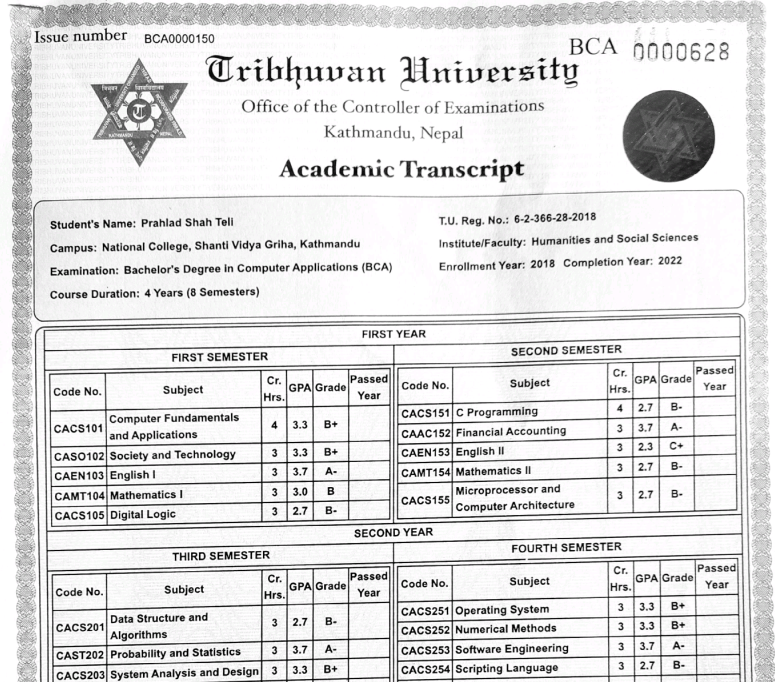 Issue number BCA0000150
BCA 0000628
Tribhuvan University
Office of the Controller of Examinations
Kathmandu, Nepal
Academic Transcript
त्रिभुवन विश्वविद्यालय
KATHMANDU NEPAL
Student's Name: Prahlad Shah Teli
T.U. Reg. No.: 6-2-366-28-2018
Campus: National College, Shanti Vidya Griha, Kathmandu
Institute/Faculty: Humanities and Social Sciences
Examination: Bachelor's Degree in Computer Applications (BCA)
Enrollment Year: 2018 Completion Year: 2022
Course Duration: 4 Years (8 Semesters)
FIRST YEAR
FIRST SEMESTER
Code No. Subject Cr. Hrs. GPA Grade Passed Year
CACS101 Computer Fundamentals and Applications 4 3.3 B+
CASO102 Society and Technology 3 3.3 B+
CAEN103 English I 3 3.7 A-
CAMT104 Mathematics I 3 3.0 B
CACS105 Digital Logic 3 2.7 B-
SECOND SEMESTER
Code No. Subject Cr. Hrs. GPA Grade Passed Year
CACS151 C Programming 4 2.7 B-
CAAC152 Financial Accounting 3 3.7 A-
CAEN153 English II 3 2.3 C+
CAMT154 Mathematics II 3 2.7 B-
CACS155 Microprocessor and Computer Architecture 3 2.7 B-
SECOND YEAR
THIRD SEMESTER
Code No. Subject Cr. Hrs. GPA Grade Passed Year
CACS201 Data Structure and Algorithms 3 2.7 B-
CAST202 Probability and Statistics 3 3.7 A-
CACS203 System Analysis and Design 3 3.3 B+
FOURTH SEMESTER
Code No. Subject Cr. Hrs. GPA Grade Passed Year
CACS251 Operating System 3 3.3 B+
CACS252 Numerical Methods 3 3.3 B+
CACS253 Software Engineering 3 3.7 A-
CACS254 Scripting Language 3 2.7 B-